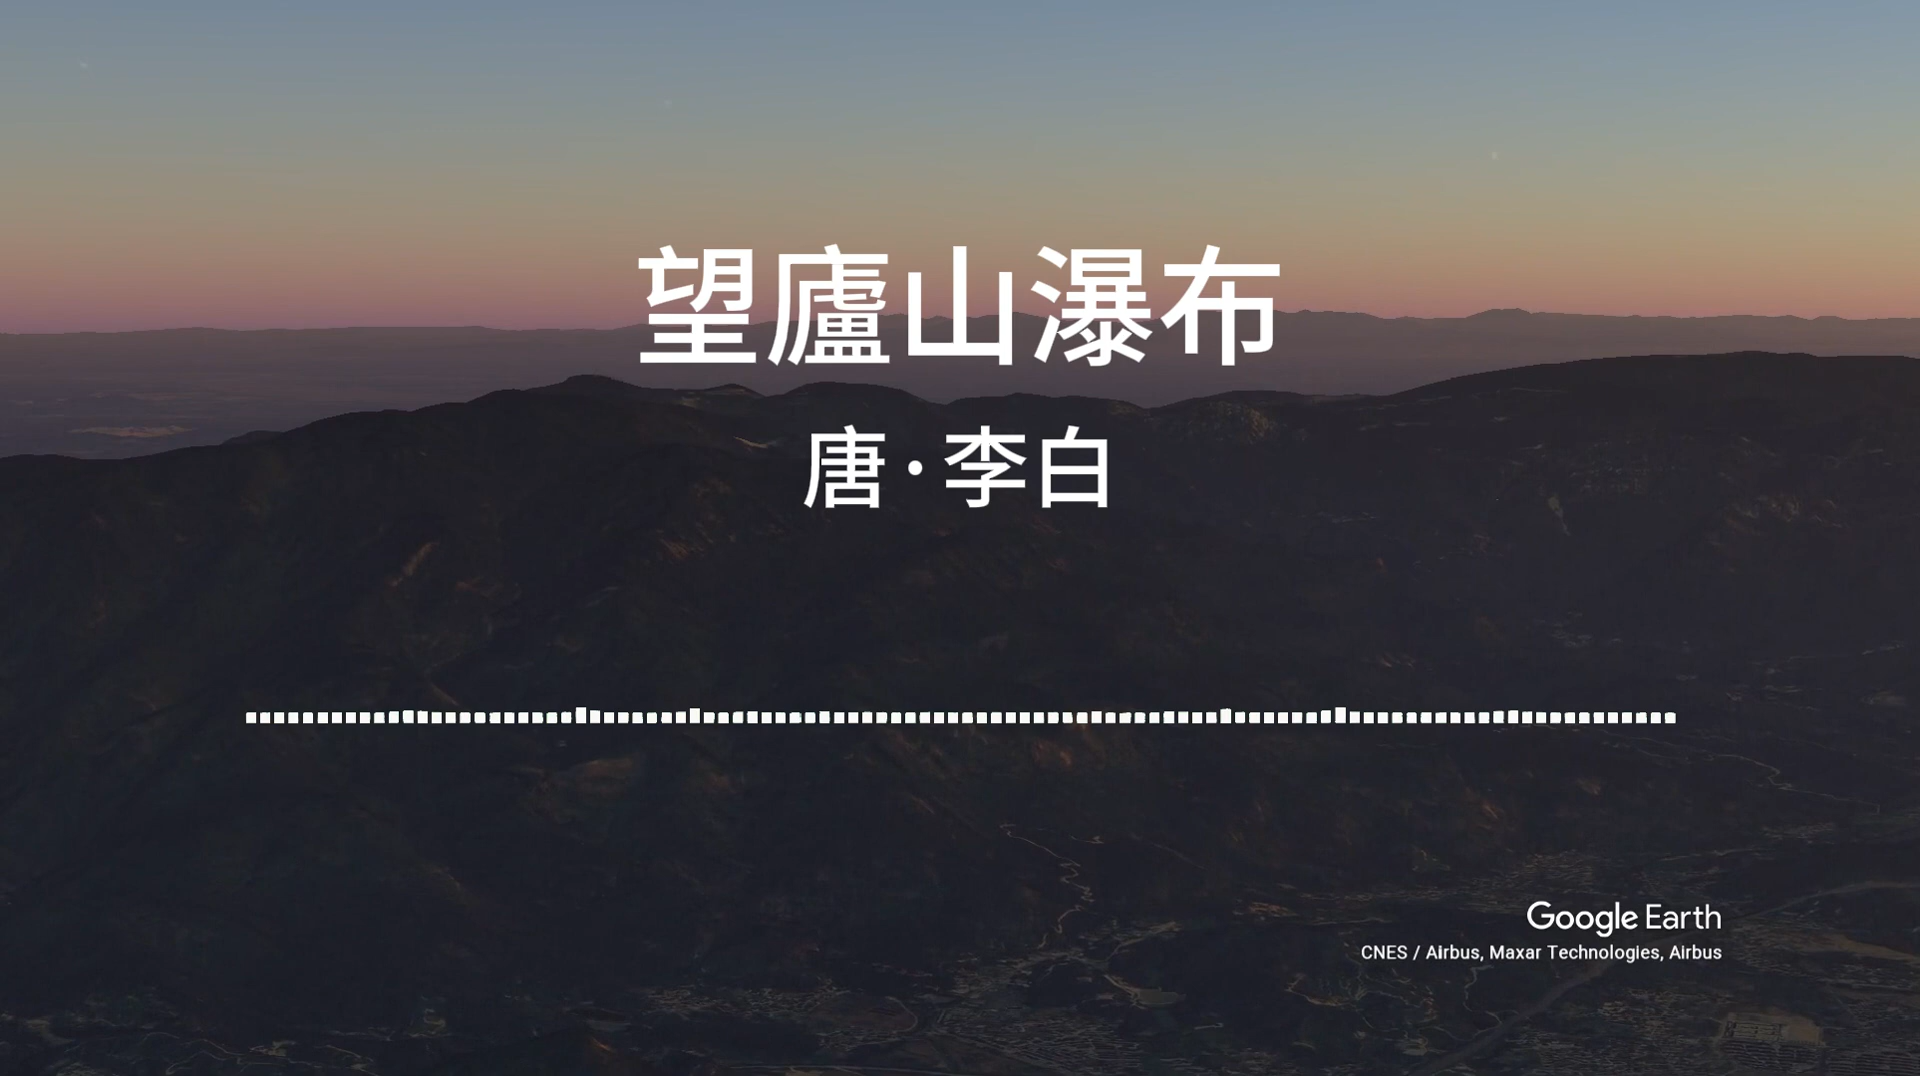 望廬山瀑布
唐·李白
Google Earth
CNES / Airbus, Maxar Technologies, Airbus